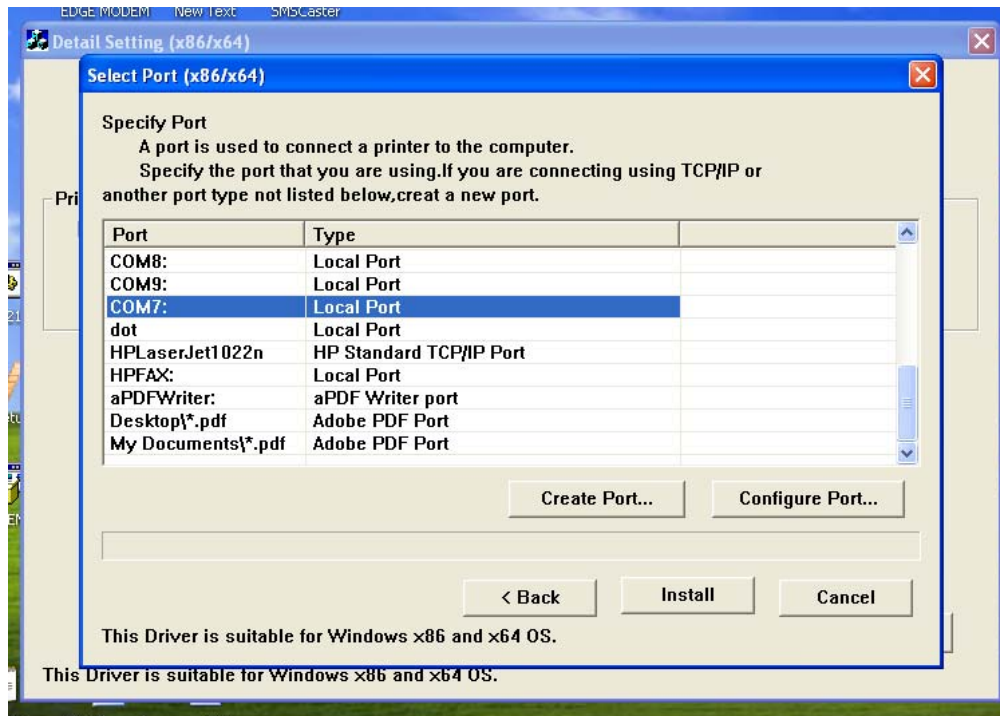 EDGE MODEM New Text SMSCaster
Detail Setting (x86/x64)
Select Port (x86/x64)
Specify Port
A port is used to connect a printer to the computer.
Specify the port that you are using.If you are connecting using TCP/IP or
another port type not listed below,creat a new port.
Pri
Port Type
COM8: Local Port
COM9: Local Port
COM7: Local Port
dot Local Port
HPLaserJet1022n HP Standard TCP/IP Port
HPFAX: Local Port
aPDFWriter: aPDF Writer port
Desktop\*.pdf Adobe PDF Port
My Documents\*.pdf Adobe PDF Port
Create Port... Configure Port...
< Back Install Cancel
This Driver is suitable for Windows x86 and x64 OS.
This Driver is suitable for Windows x86 and x64 OS.